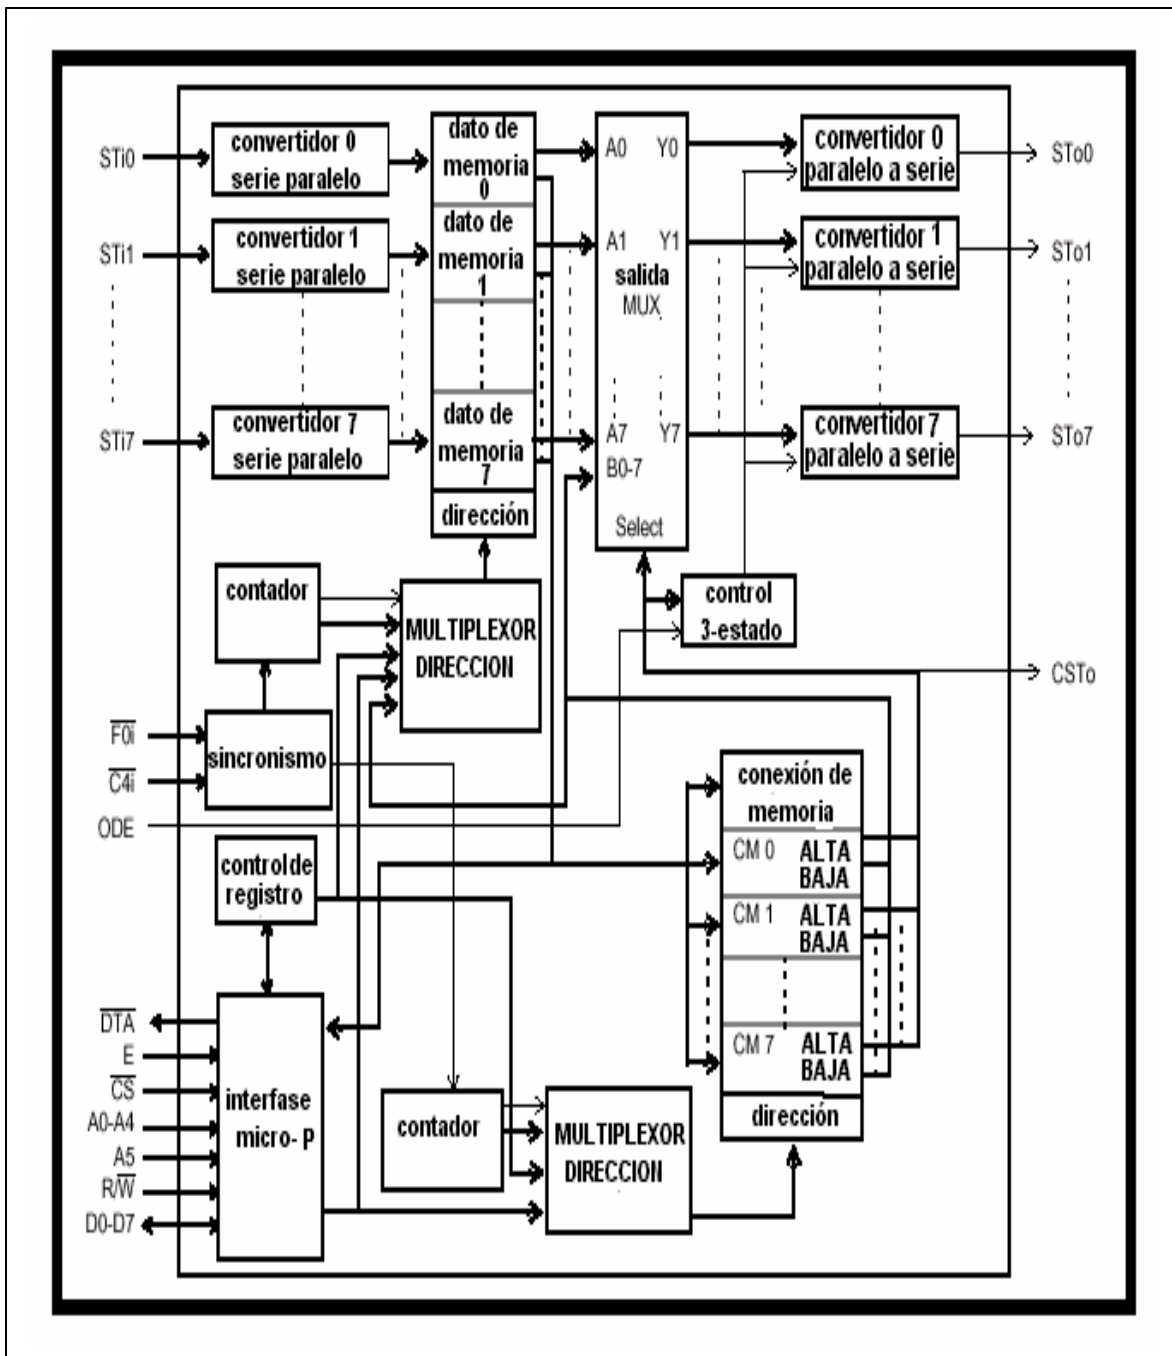 STi0
convertidor 0
serie paralelo
dato de
memoria
0
A0
Y0
convertidor 0
paralelo a serie
STo0
STi1
convertidor 1
serie paralelo
dato de
memoria
1
A1
Y1
salida
MUX
convertidor 1
paralelo a serie
STo1
STi7
convertidor 7
serie paralelo
dato de
memoria
7
A7
Y7
B0-7
convertidor 7
paralelo a serie
STo7
dirección
Select
contador
MULTIPLEXOR
DIRECCION
control
3-estado
CSTo
F0i
C4i
sincronismo
ODE
conexión de
memoria
CM 0
ALTA
BAJA
CM 1
ALTA
BAJA
CM 7
ALTA
BAJA
dirección
control de
registro
DTA
E
CS
A0-A4
A5
R/W
D0-D7
interfase
micro- p
contador
MULTIPLEXOR
DIRECCION